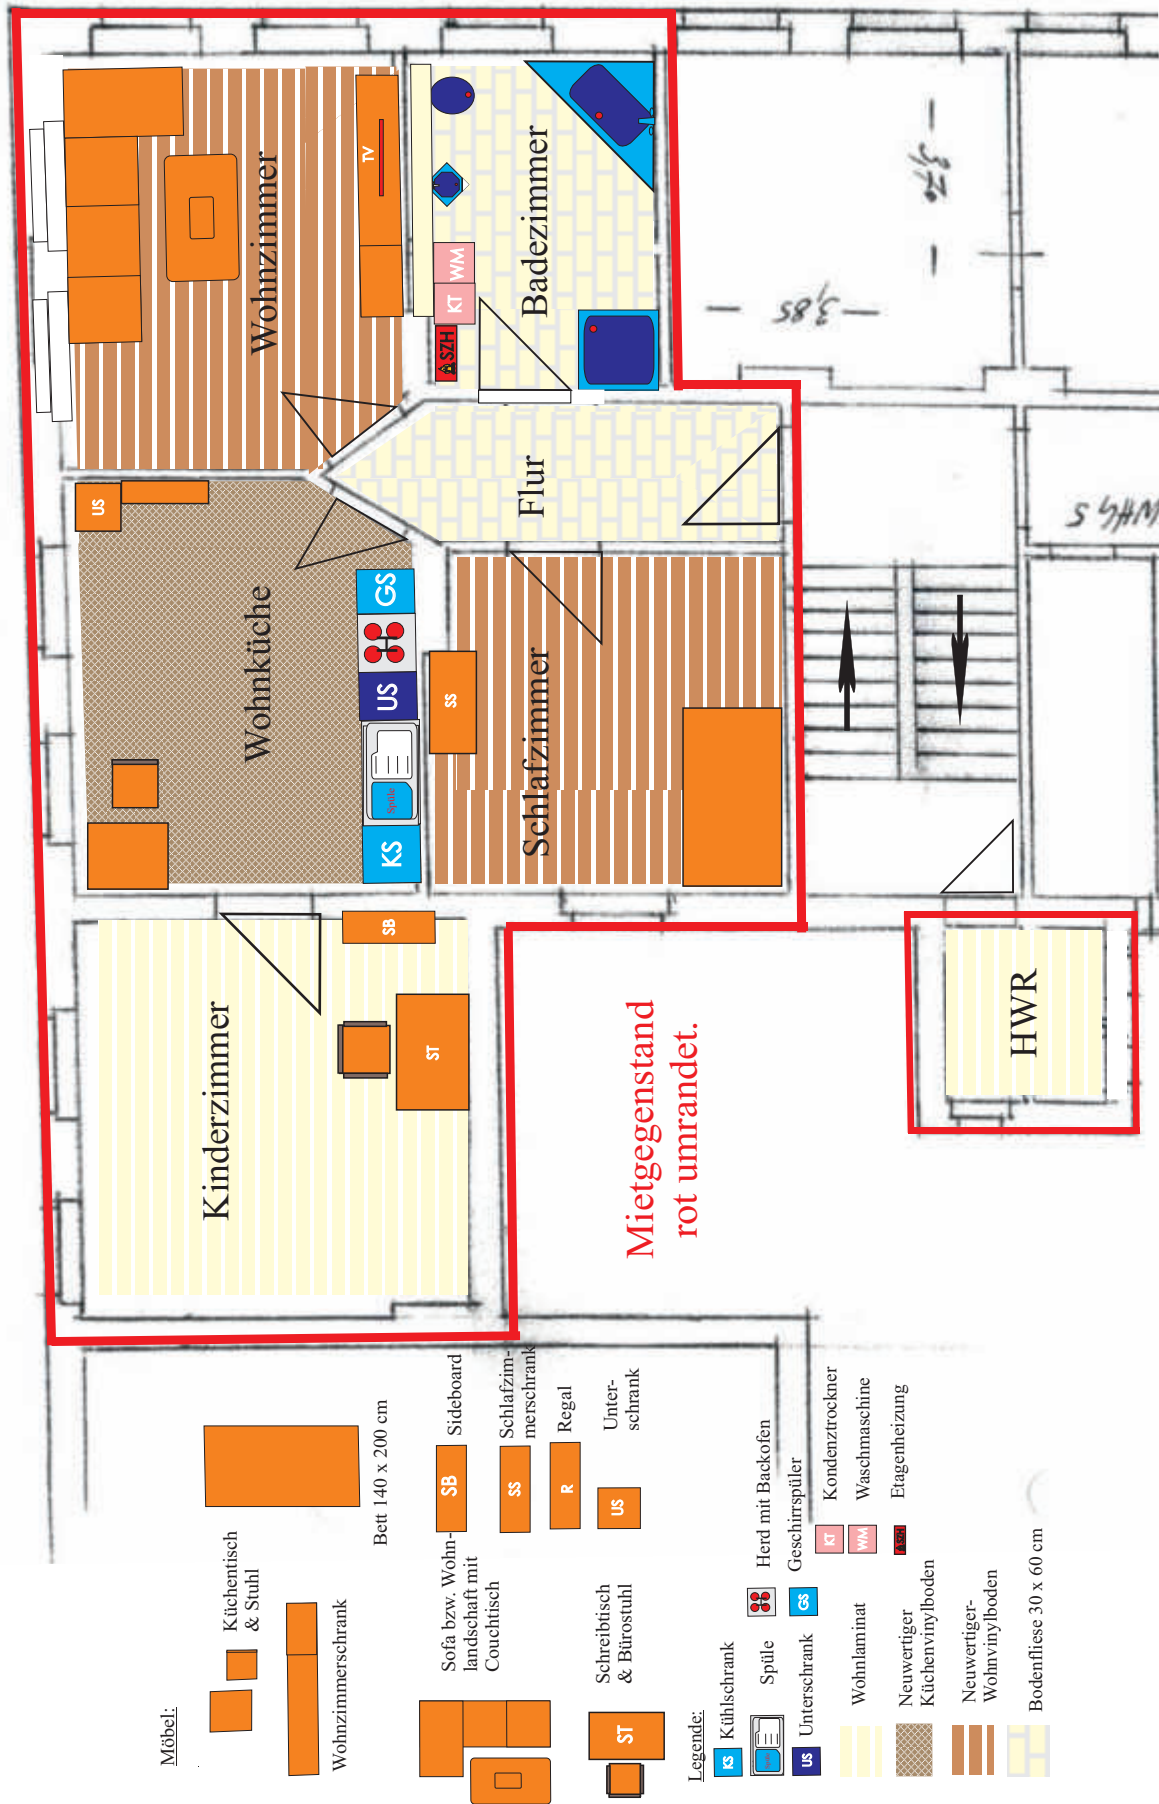 Wohnzimmer
TV
Badezimmer
KT
WM
SZH
Flur
US
Wohnküche
GS
US
Spüle
KS
SS
Schlafzimmer
Kinderzimmer
SB
ST
Mietgegenstand
rot umrandet.
HWR
3,70
3,85
WHG 5
Möbel:
Küchentisch
& Stuhl
Wohnzimmerschrank
Bett 140 x 200 cm
Sofa bzw. Wohn-
landschaft mit
Couchtisch
Schreibtisch
& Bürostuhl
ST
SB
Sideboard
SS
Schlafzim-
merschrank
R
Regal
US
Unter-
schrank
Legende:
KS
Kühlschrank
Spüle
US
Unterschrank
Herd mit Backofen
GS
Geschirrspüler
KT
Kondenztrockner
WM
Waschmaschine
SZH
Etagenheizung
Wohnlaminat
Neuwertiger
Küchenvinylboden
Neuwertiger-
Wohnvinylboden
Bodenfliese 30 x 60 cm